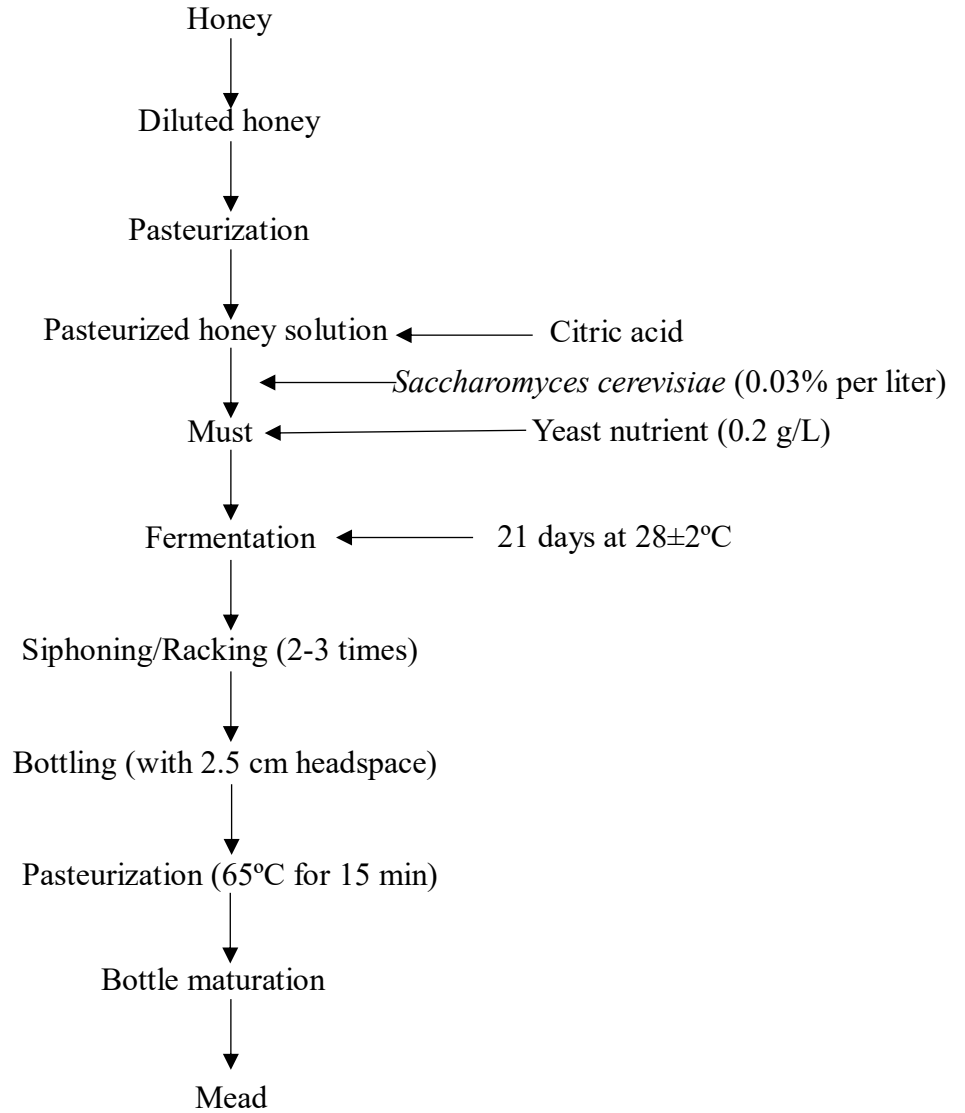 Honey
Diluted honey
Pasteurization
Pasteurized honey solution
Citric acid
Saccharomyces cerevisiae (0.03% per liter)
Must
Yeast nutrient (0.2 g/L)
Fermentation
21 days at 28±2ºC
Siphoning/Racking (2-3 times)
Bottling (with 2.5 cm headspace)
Pasteurization (65ºC for 15 min)
Bottle maturation
Mead